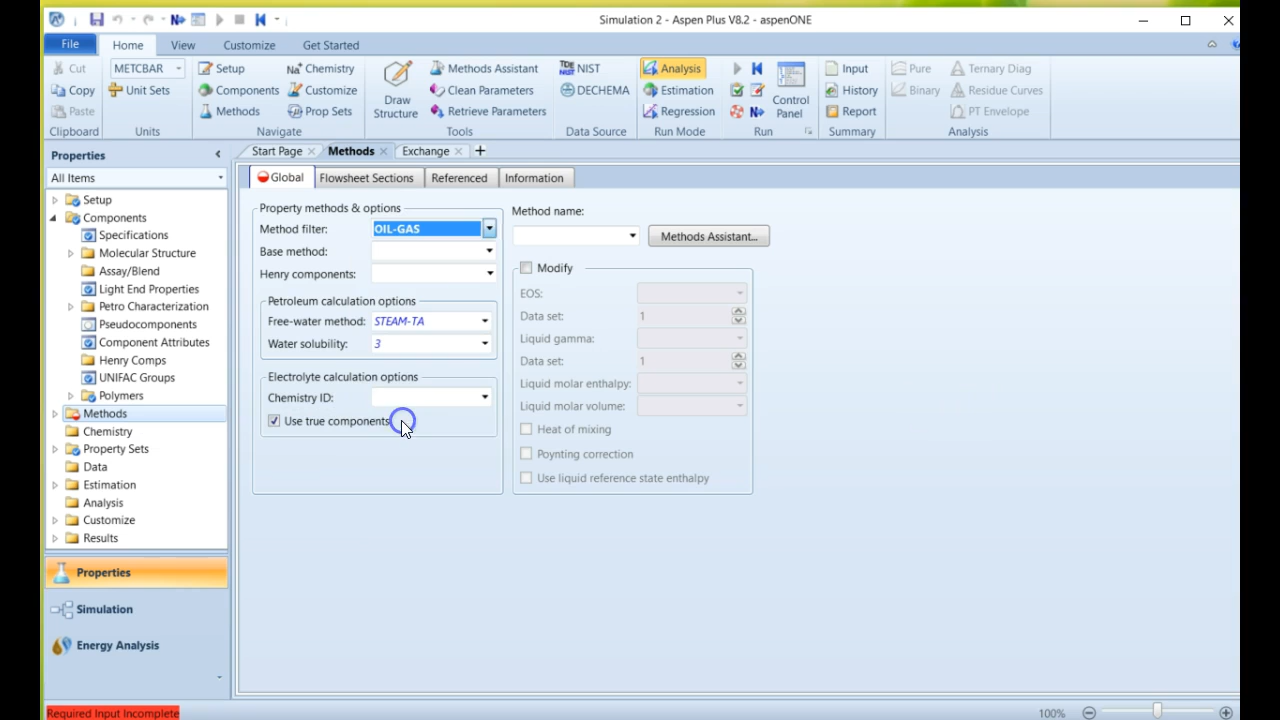 Simulation 2 - Aspen Plus V8.2 - aspenONE
File Home View Customize Get Started
Cut METCBAR Setup Na+ Chemistry Methods Assistant NIST Analysis Input Pure Ternary Diag
Copy Unit Sets Components Customize Clean Parameters DECHEMA Estimation History Binary Residue Curves
Paste Methods Prop Sets Draw Structure Retrieve Parameters Regression Control Panel Report PT Envelope
Clipboard Units Navigate Tools Data Source Run Mode Run Summary Analysis
Properties
All Items
Setup
Components
Specifications
Molecular Structure
Assay/Blend
Light End Properties
Petro Characterization
Pseudocomponents
Component Attributes
Henry Comps
UNIFAC Groups
Polymers
Methods
Chemistry
Property Sets
Data
Estimation
Analysis
Customize
Results
Properties
Simulation
Energy Analysis
Start Page Methods Exchange
Global Flowsheet Sections Referenced Information
Property methods & options
Method filter: OIL-GAS
Base method:
Henry components:
Petroleum calculation options
Free-water method: STEAM-TA
Water solubility: 3
Electrolyte calculation options
Chemistry ID:
Use true components
Method name:
Methods Assistant...
Modify
EOS:
Data set: 1
Liquid gamma:
Data set: 1
Liquid molar enthalpy:
Liquid molar volume:
Heat of mixing
Poynting correction
Use liquid reference state enthalpy
Required Input Incomplete
100%